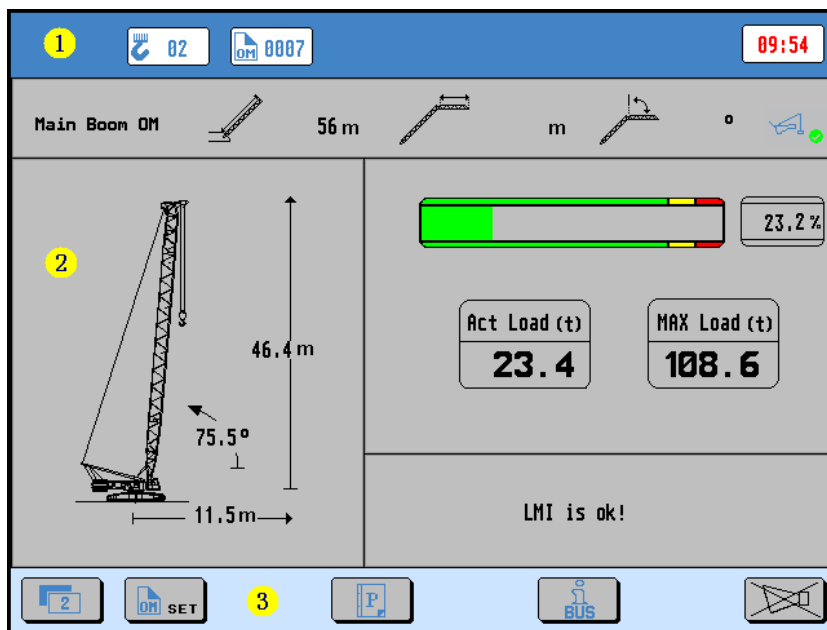 1 02 OM 0007 09:54
Main Boom OM 56 m m °
2
23.2 %
Act Load (t) MAX Load (t)
23.4 108.6
46.4 m
75.5°
11.5 m
LMI is ok!
2 OM SET 3 P i BUS